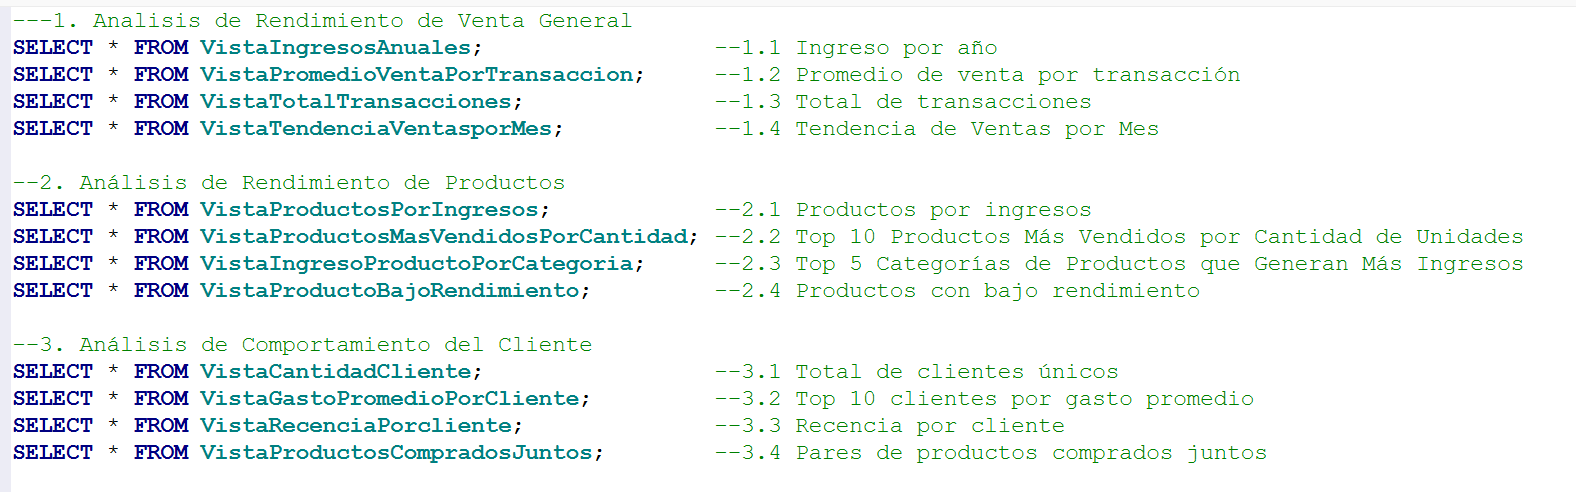 ---1. Analisis de Rendimiento de Venta General
SELECT * FROM VistaIngresosAnuales; --1.1 Ingreso por año
SELECT * FROM VistaPromedioVentaPorTransaccion; --1.2 Promedio de venta por transacción
SELECT * FROM VistaTotalTransacciones; --1.3 Total de transacciones
SELECT * FROM VistaTendenciaVentasporMes; --1.4 Tendencia de Ventas por Mes
--2. Análisis de Rendimiento de Productos
SELECT * FROM VistaProductosPorIngresos; --2.1 Productos por ingresos
SELECT * FROM VistaProductosMasVendidosPorCantidad; --2.2 Top 10 Productos Más Vendidos por Cantidad de Unidades
SELECT * FROM VistaIngresoProductoPorCategoria; --2.3 Top 5 Categorías de Productos que Generan Más Ingresos
SELECT * FROM VistaProductoBajoRendimiento; --2.4 Productos con bajo rendimiento
--3. Análisis de Comportamiento del Cliente
SELECT * FROM VistaCantidadCliente; --3.1 Total de clientes únicos
SELECT * FROM VistaGastoPromedioPorCliente; --3.2 Top 10 clientes por gasto promedio
SELECT * FROM VistaRecenciaPorcliente; --3.3 Recencia por cliente
SELECT * FROM VistaProductosCompradosJuntos; --3.4 Pares de productos comprados juntos